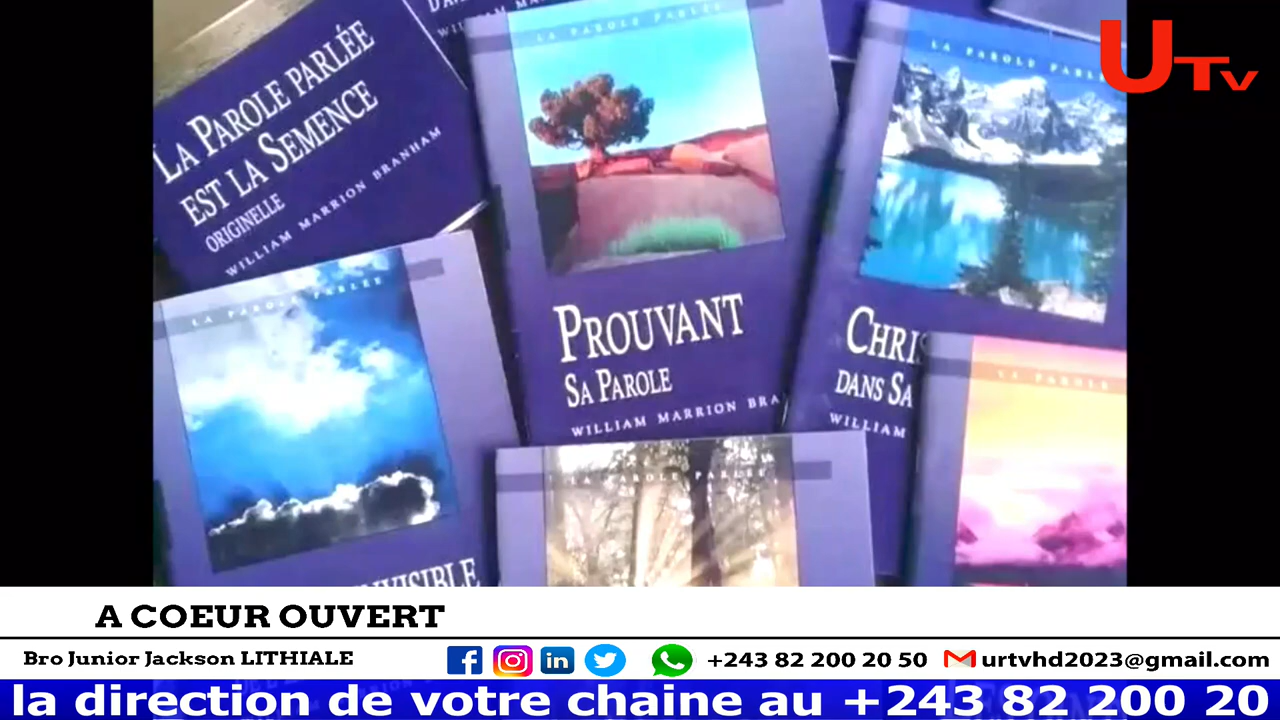 WILLIAM
UTV
LA PAROLE PARLÉE
EST LA SEMENCE
ORIGINELLE
WILLIAM MARRION BRANHAM
LA PAROLE PARLÉE
PROUVANT
SA PAROLE
WILLIAM MARRION BRA
LA PAROLE PARLÉ
CHRIS
DANS SA
WILLIAM
LA PAROLE PARLÉE
VISIBLE
LA PAROLE PARLÉE
LA PAROLE
A COEUR OUVERT
Bro Junior Jackson LITHIALE
+243 82 200 20 50
urtvhd2023@gmail.com
la direction de votre chaine au +243 82 200 20